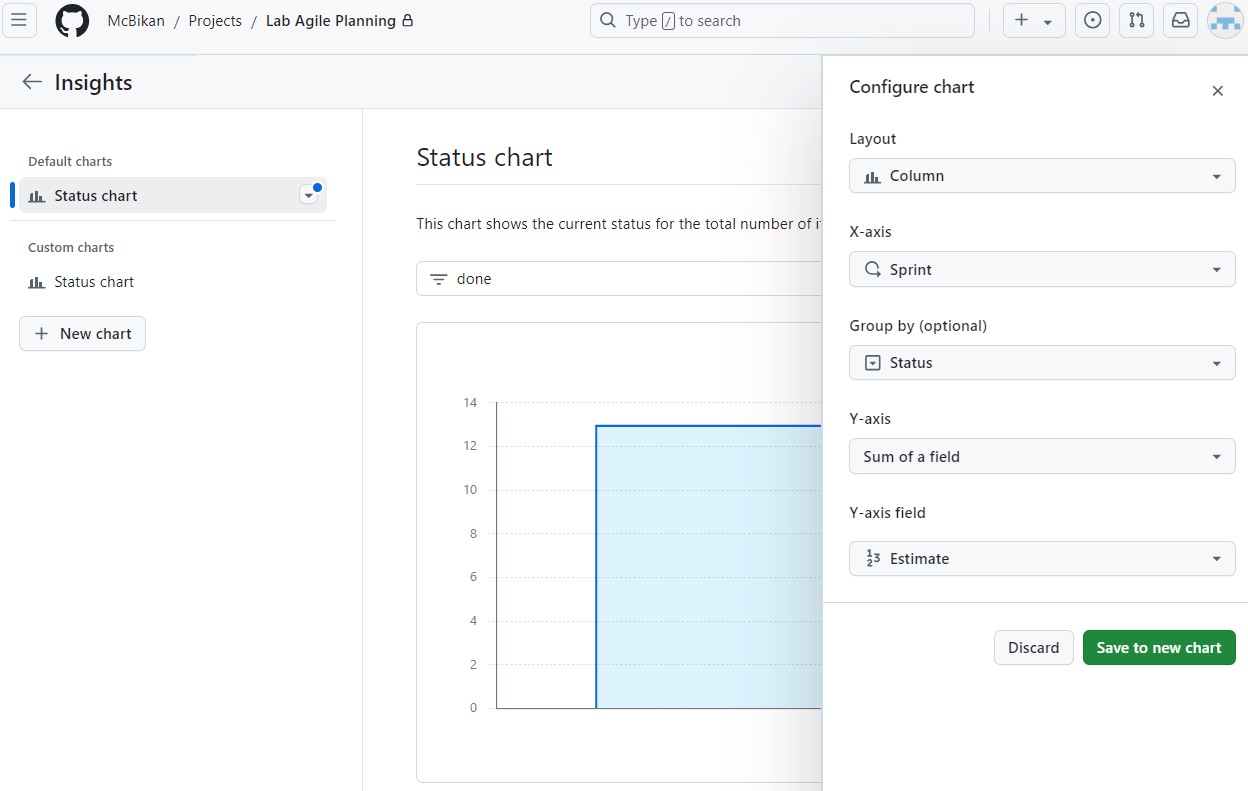 McBikan / Projects / Lab Agile Planning
Type / to search
Insights
Default charts
Status chart
Custom charts
Status chart
New chart
Status chart
This chart shows the current status for the total number of i
done
14
12
10
8
6
4
2
0
Configure chart
Layout
Column
X-axis
Sprint
Group by (optional)
Status
Y-axis
Sum of a field
Y-axis field
Estimate
Discard
Save to new chart